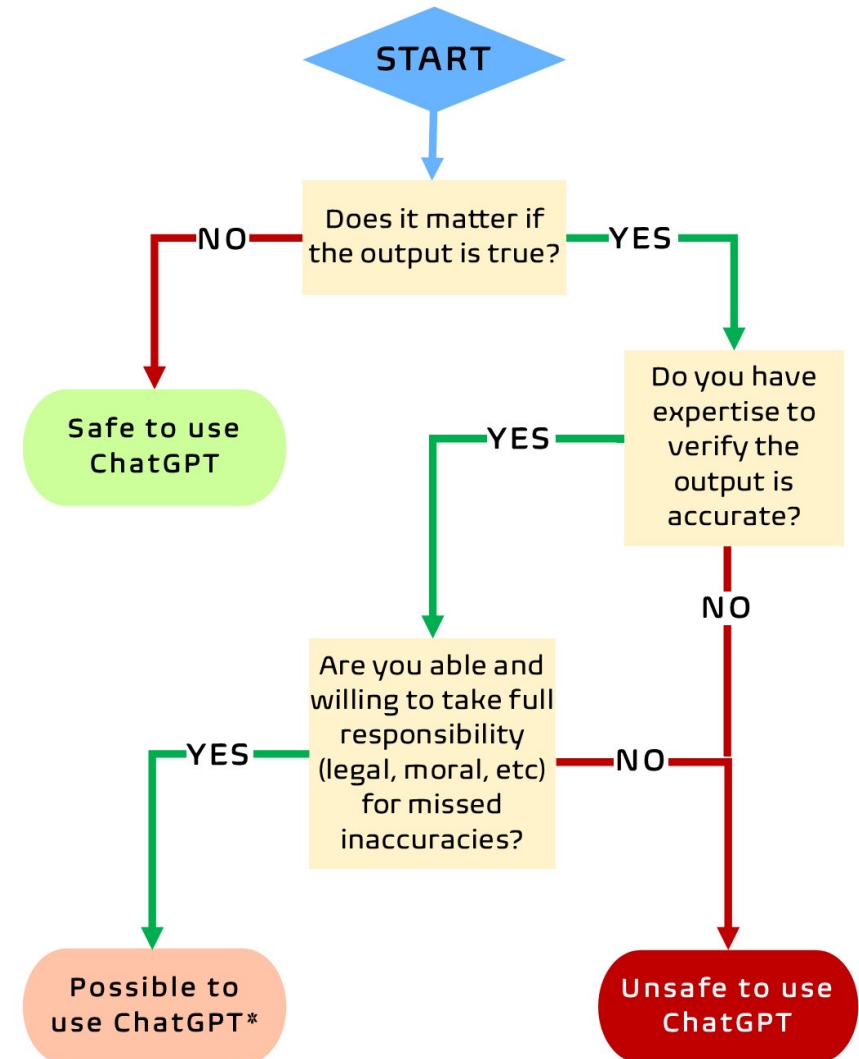 START
Does it matter if
the output is true?
NO
YES
Safe to use
ChatGPT
Do you have
expertise to
verify the
output is
accurate?
YES
NO
Are you able and
willing to take full
responsibility
(legal, moral, etc)
for missed
inaccuracies?
YES
NO
Possible to
use ChatGPT*
Unsafe to use
ChatGPT